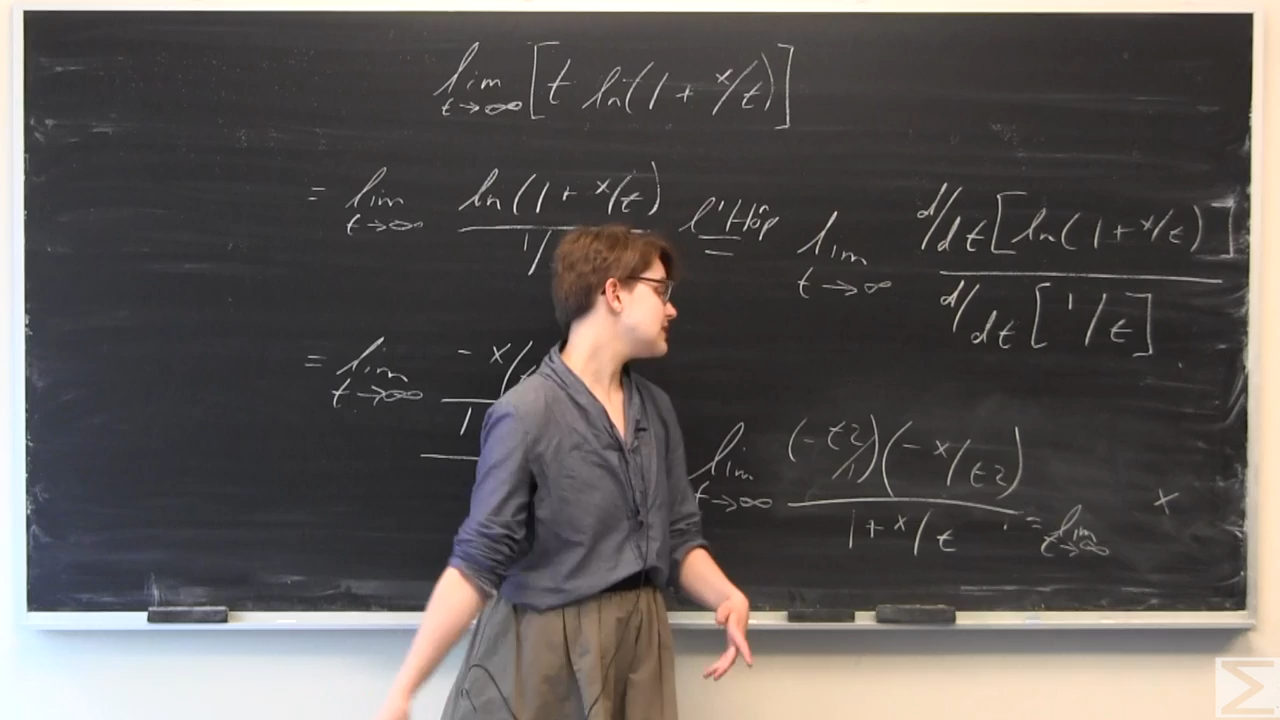 lim t→∞ [t ln(1 + x/t)]
= lim t→∞ ln(1 + x/t) / 1/ l'Hôp = lim t→∞ d/dt[ln(1+x/t)] / d/dt[1/t]
= lim t→∞ -x/ / 1
lim t→∞ (-t2/1)(-x/t2) / 1+x/t = lim t→∞ x
Σ